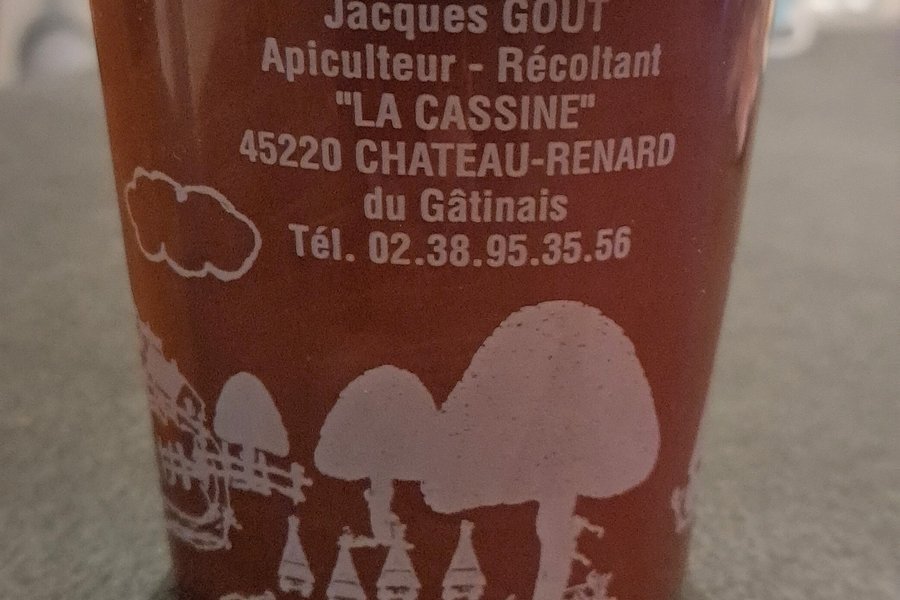 Jacques GOUT
Apiculteur - Récoltant
"LA CASSINE"
45220 CHATEAU-RENARD
du Gâtinais
Tél. 02.38.95.35.56